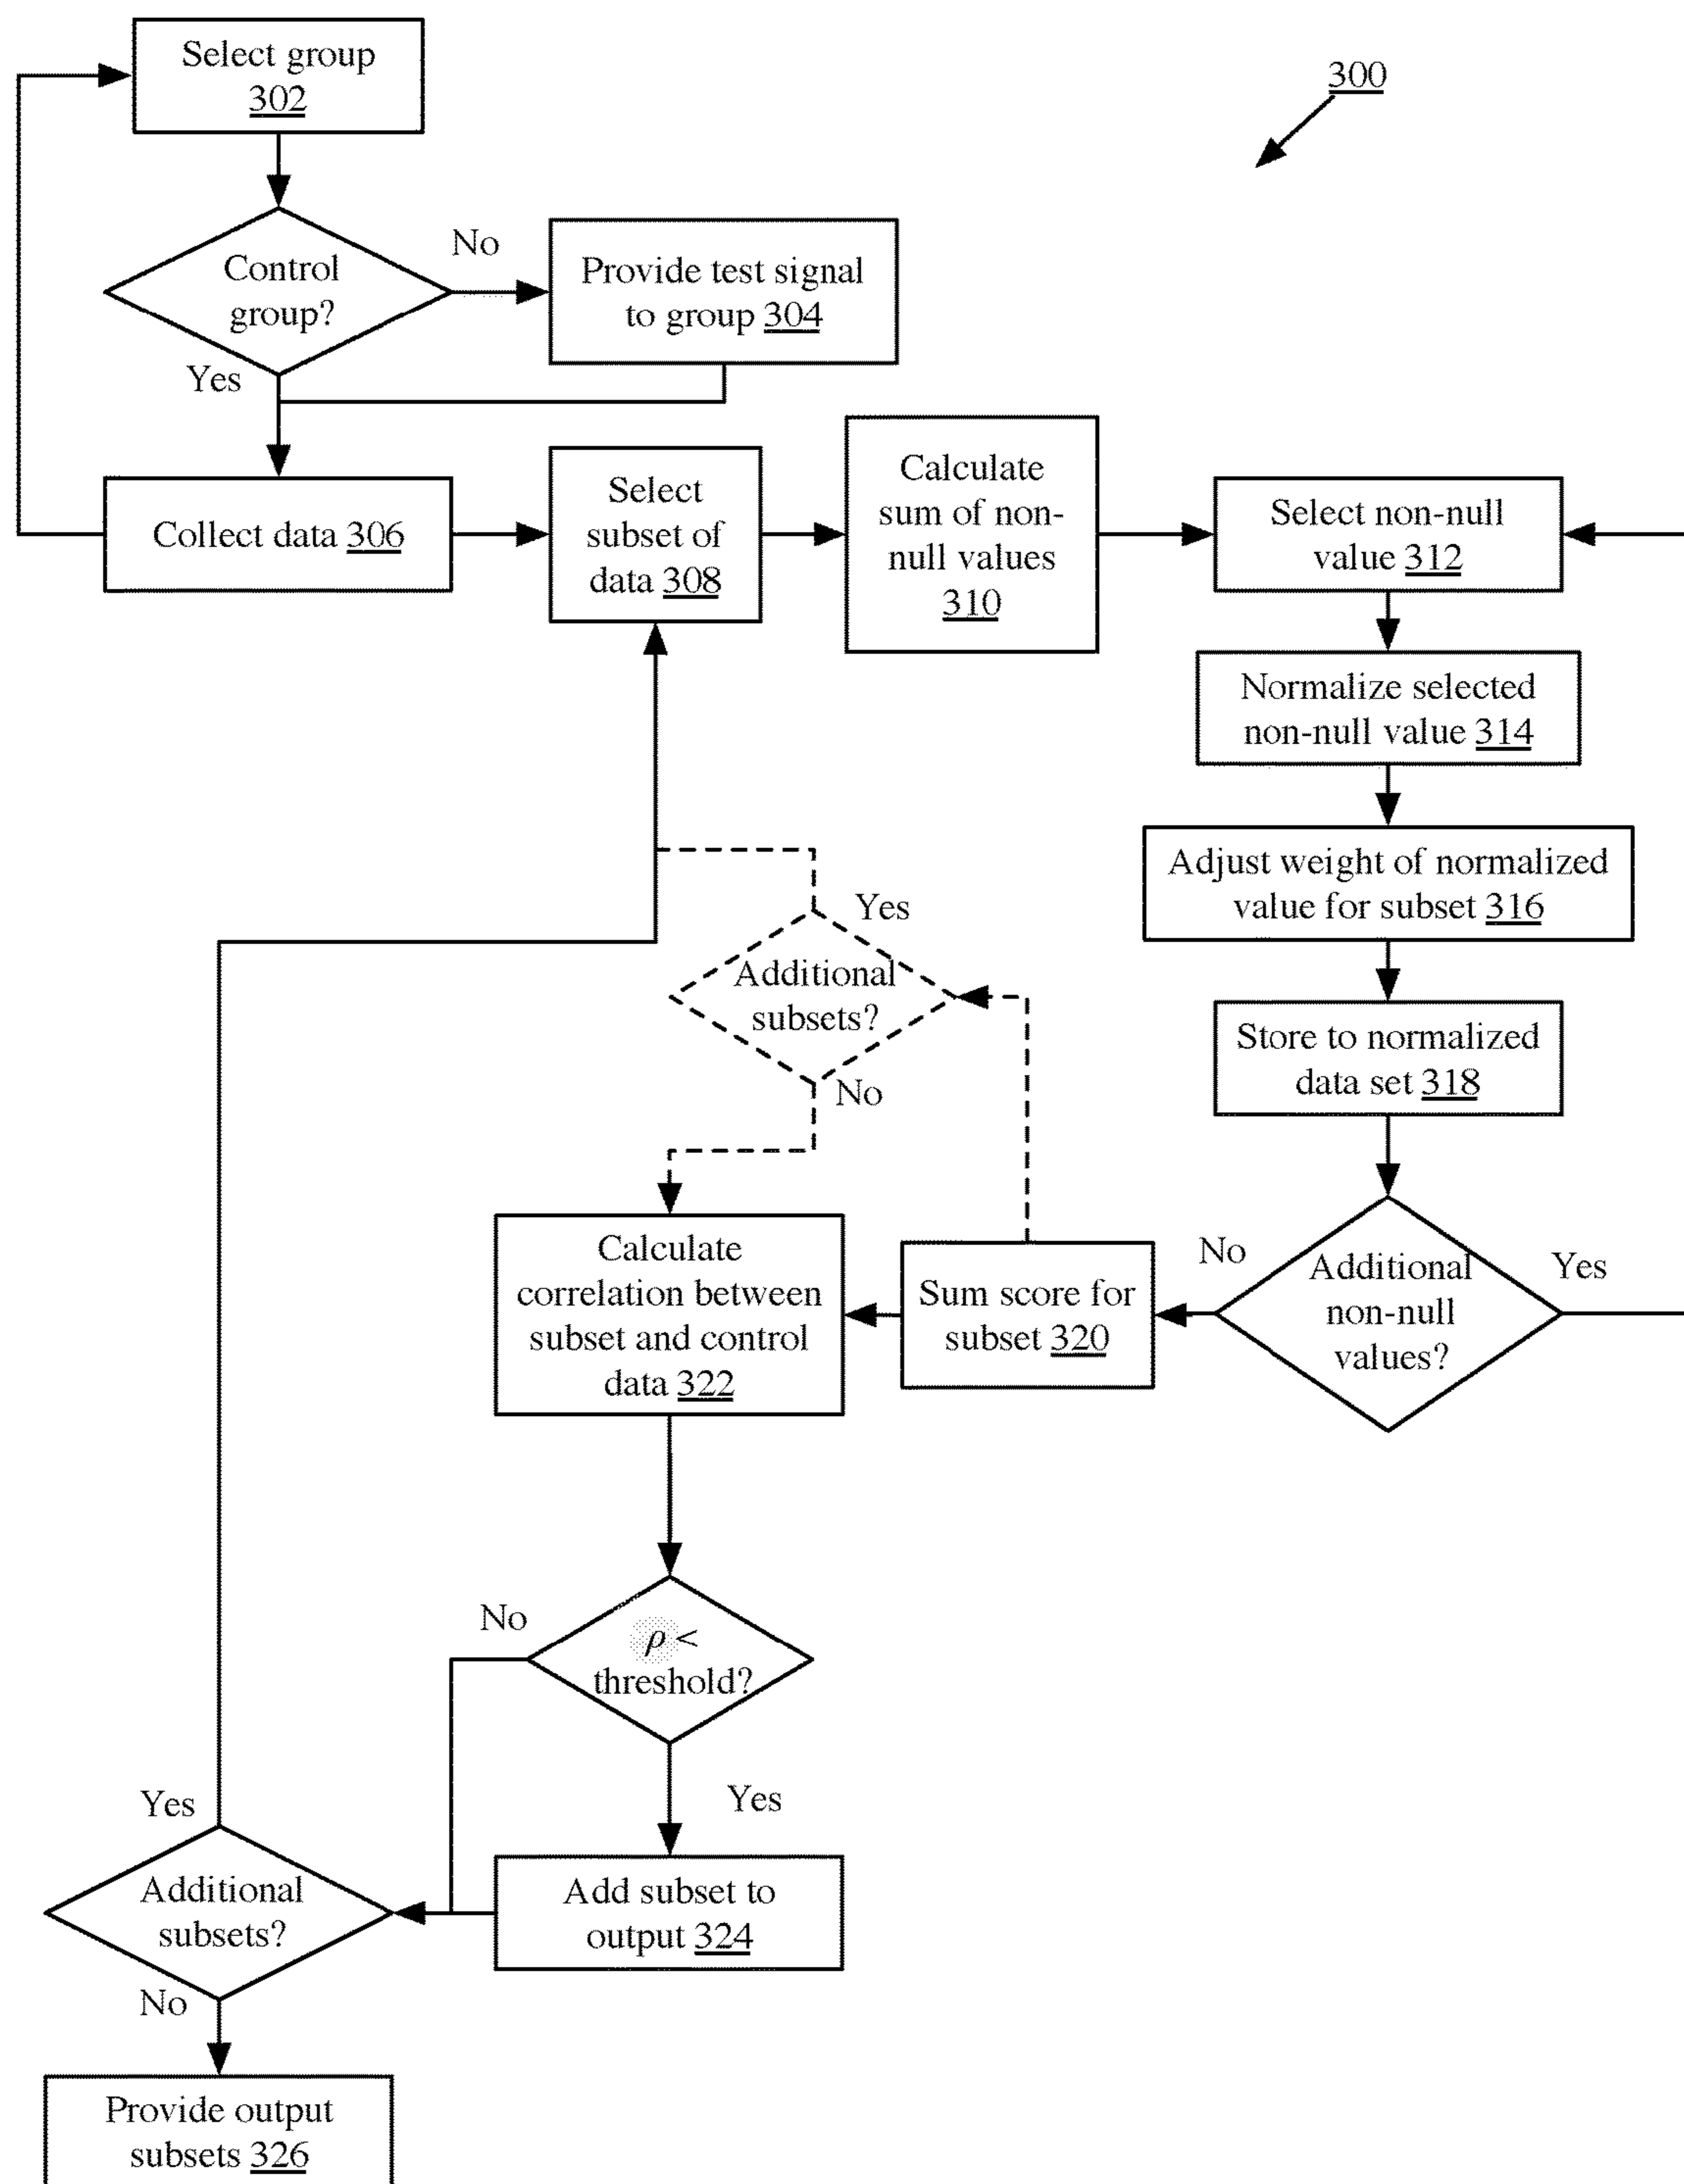 Select group
302
300
Control
group?
No
Yes
Provide test signal
to group 304
Collect data 306
Select
subset of
data 308
Calculate
sum of non-
null values
310
Select non-null
value 312
Normalize selected
non-null value 314
Adjust weight of normalized
value for subset 316
Store to normalized
data set 318
Additional
non-null
values?
No
Yes
Sum score for
subset 320
Additional
subsets?
Yes
No
Calculate
correlation between
subset and control
data 322
ρ <
threshold?
No
Yes
Add subset to
output 324
Additional
subsets?
Yes
No
Provide output
subsets 326